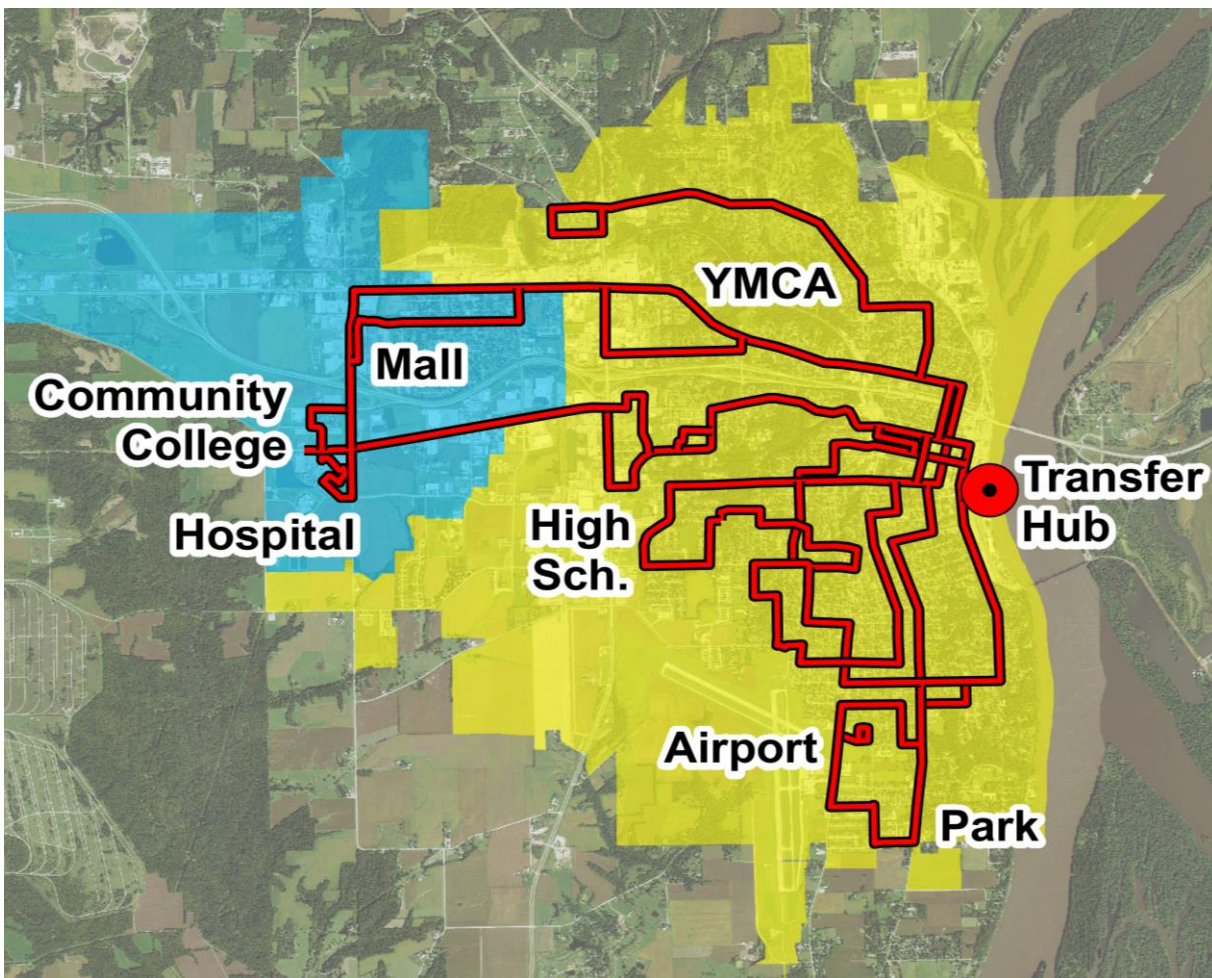 YMCA
Mall
Community
College
Transfer
Hub
Hospital
High
Sch.
Airport
Park